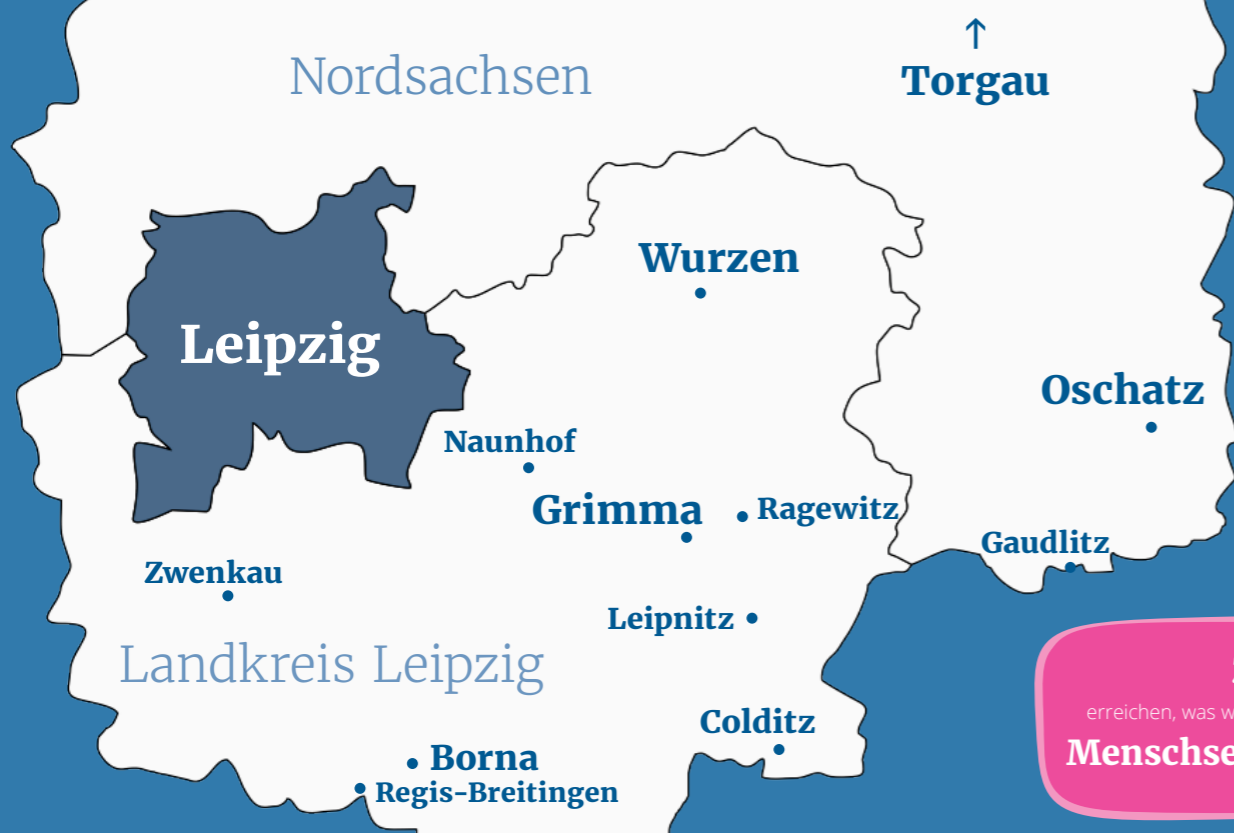 ↑
Nordsachsen
Torgau
Wurzen
Leipzig
Oschatz
Naunhof
Grimma
Ragewitz
Gaudlitz
Zwenkau
Leipnitz
Landkreis Leipzig
Colditz
Borna
Regis-Breitingen
erreichen, was